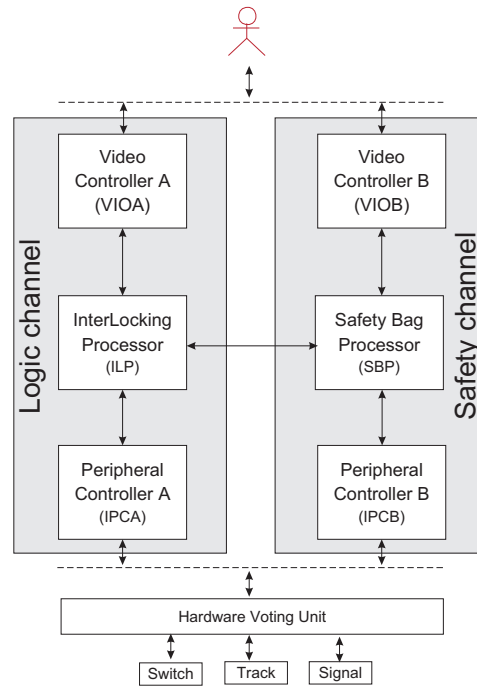 Logic channel
Video
Controller A
(VIOA)
InterLocking
Processor
(ILP)
Peripheral
Controller A
(IPCA)
Safety channel
Video
Controller B
(VIOB)
Safety Bag
Processor
(SBP)
Peripheral
Controller B
(IPCB)
Hardware Voting Unit
Switch
Track
Signal